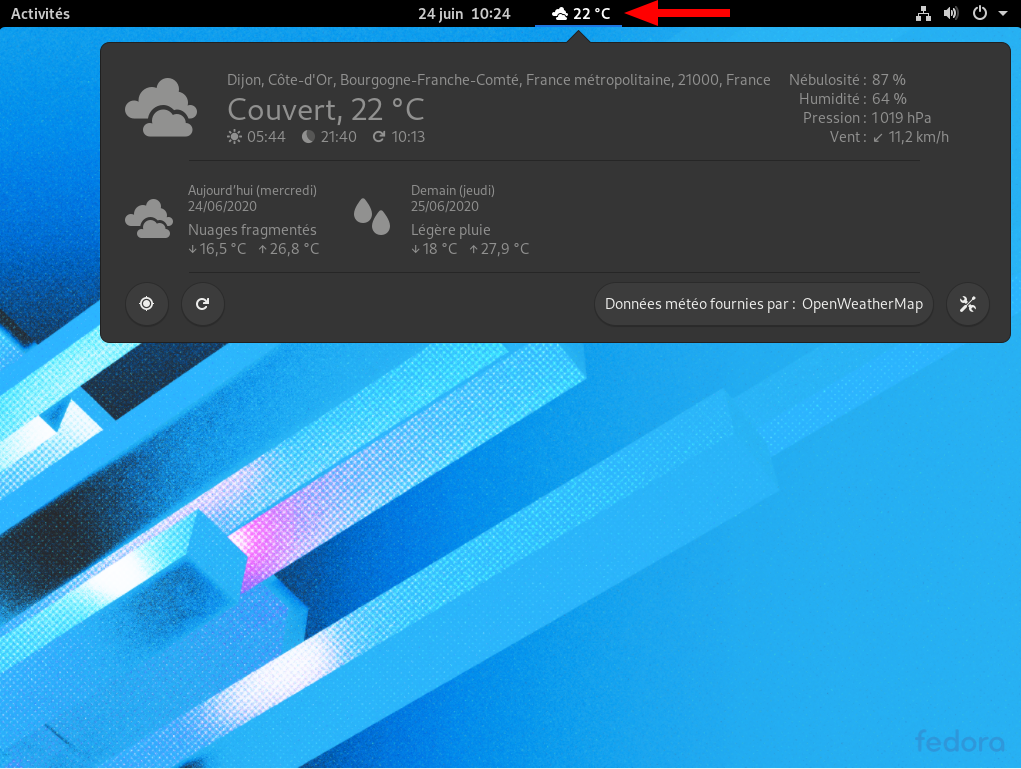 Activités 24 juin 10:24 22 °C
Dijon, Côte-d'Or, Bourgogne-Franche-Comté, France métropolitaine, 21000, France
Couvert, 22 °C
05:44 21:40 10:13
Nébulosité : 87 %
Humidité : 64 %
Pression : 1 019 hPa
Vent : ↙ 11,2 km/h
Aujourd'hui (mercredi)
24/06/2020
Nuages fragmentés
↓ 16,5 °C ↑ 26,8 °C
Demain (jeudi)
25/06/2020
Légère pluie
↓ 18 °C ↑ 27,9 °C
Données météo fournies par : OpenWeatherMap
fedora